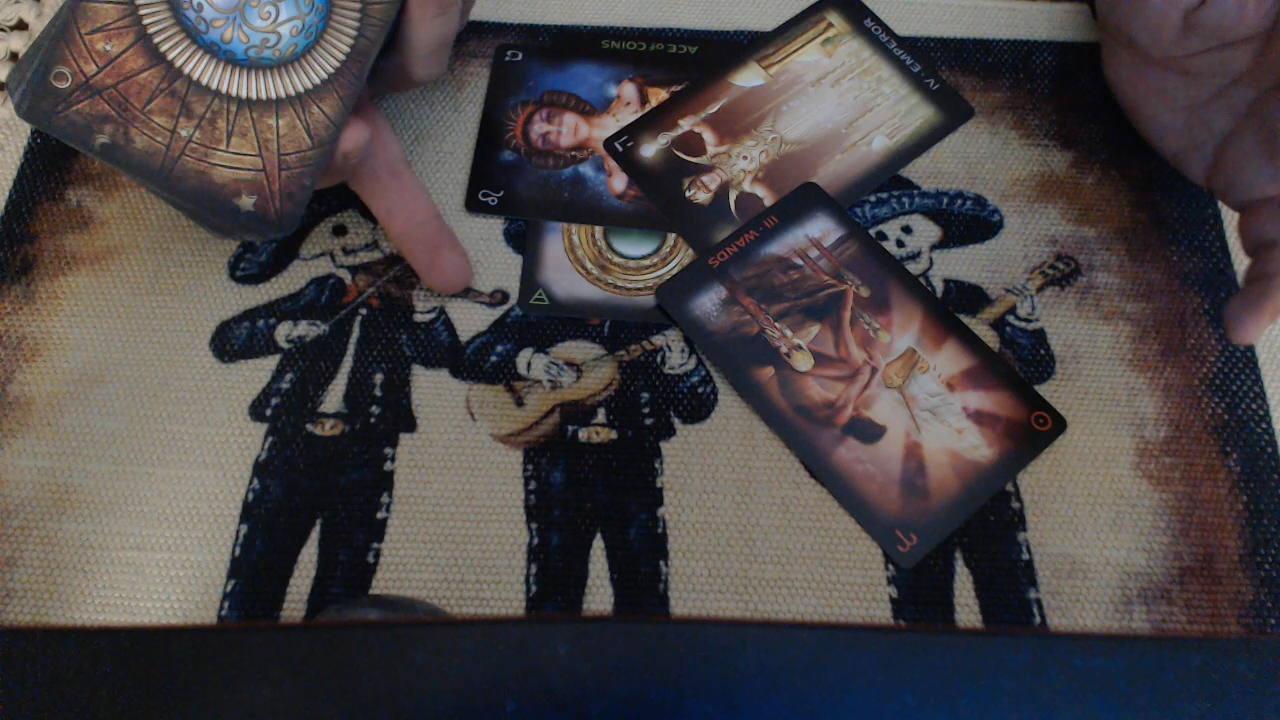 ACE of COINS
IV · EMPEROR
III · WANDS